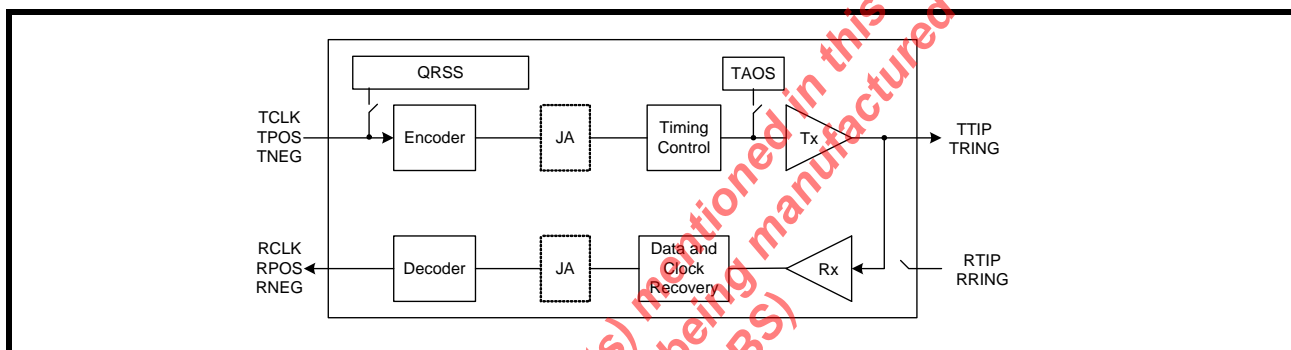 QRSS
TAOS
TCLK
TPOS
TNEG
Encoder
JA
Timing
Control
Tx
TTIP
TRING
RCLK
RPOS
RNEG
Decoder
JA
Data and
Clock
Recovery
Rx
RTIP
RRING
s) mentioned in this
being manufactured
BS)